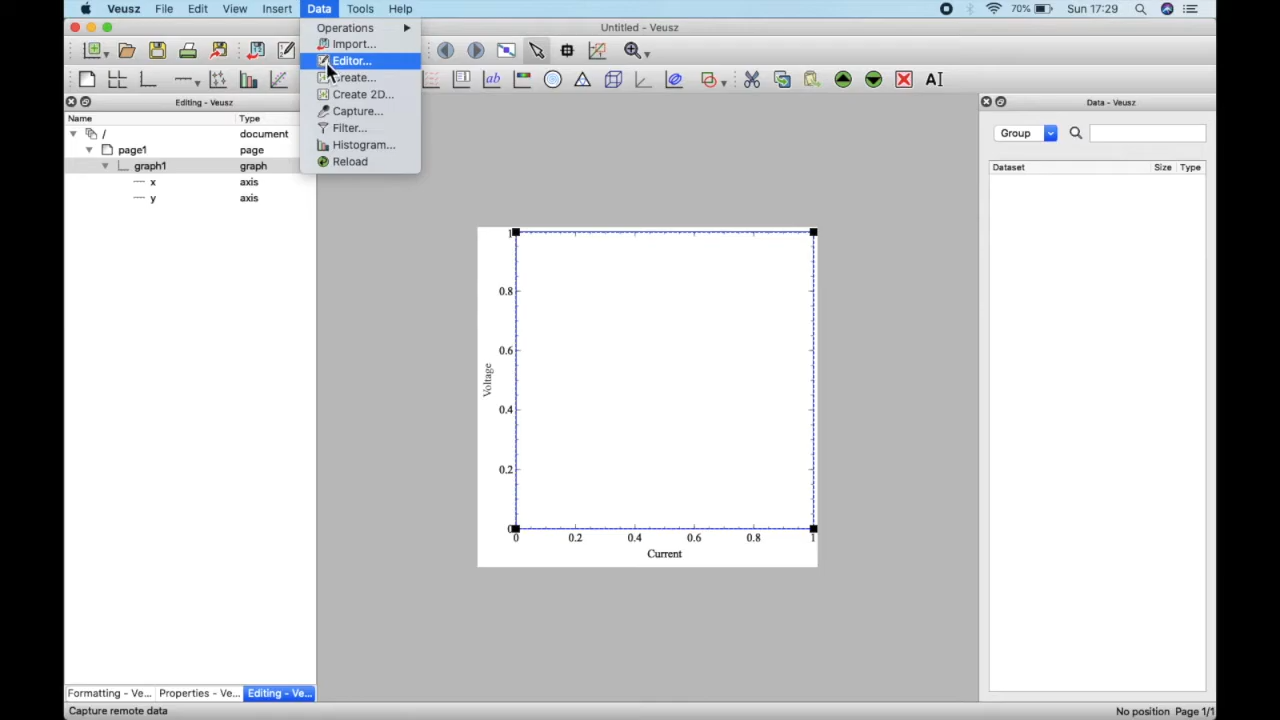 Veusz File Edit View Insert Data Tools Help 70% Sun 17:29
Untitled - Veusz
Operations
Import...
Editor...
Create...
Create 2D...
Capture...
Filter...
Histogram...
Reload
ab
AI
Editing - Veusz
Name Type
/ document
page1 page
graph1 graph
x axis
y axis
1
0.8
0.6
0.4
0.2
0
Voltage
0 0.2 0.4 0.6 0.8 1
Current
Data - Veusz
Group
Dataset Size Type
Formatting - Ve... Properties - Ve... Editing - Ve...
Capture remote data
No position Page 1/1